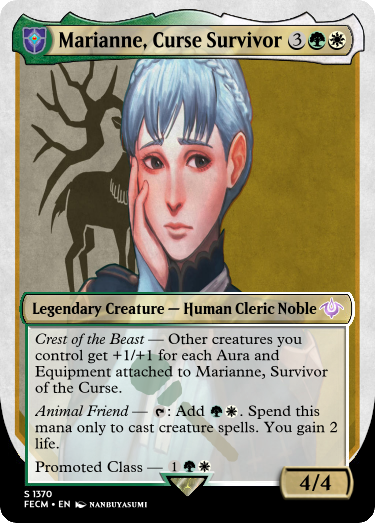 Marianne, Curse Survivor 3
Legendary Creature — Human Cleric Noble
Crest of the Beast — Other creatures you
control get +1/+1 for each Aura and
Equipment attached to Marianne, Survivor
of the Curse.
Animal Friend — : Add . Spend this
mana only to cast creature spells. You gain 2
life.
Promoted Class — 1
4/4
S 1370
FECM • EN NANBUYASUMI